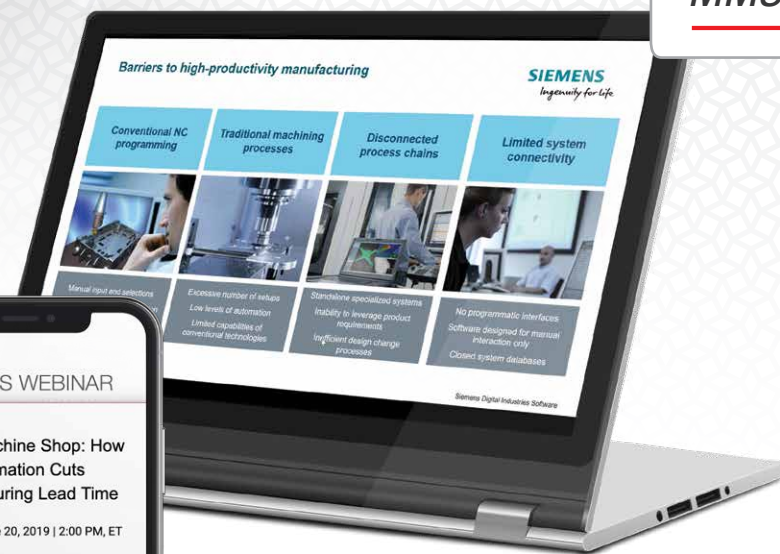 MMS
Barriers to high-productivity manufacturing
SIEMENS
Ingenuity for life
Conventional NC
programming
Traditional machining
processes
Disconnected
process chains
Limited system
connectivity
Manual input and selections
Excessive number of setups
Low levels of automation
Limited capabilities of
conventional technologies
Standalone specialized systems
Inability to leverage product
requirements
Inefficient design change
processes
No programmatic interfaces
Software designed for manual
interaction only
Closed system databases
Siemens Digital Industries Software
S WEBINAR
chine Shop: How
mation Cuts
uring Lead Time
20, 2019 | 2:00 PM, ET